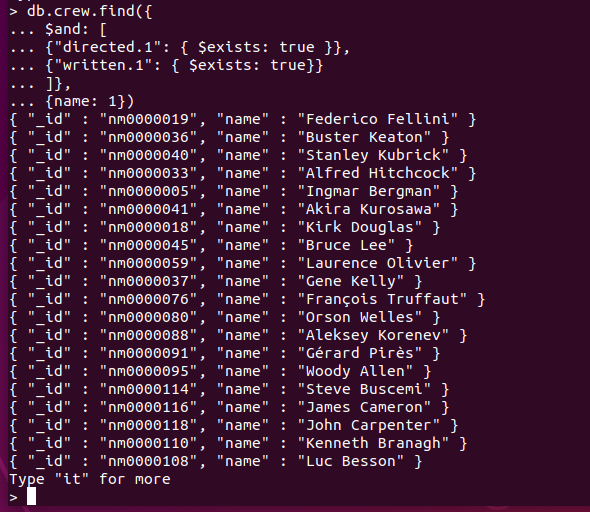 > db.crew.find({
... $and: [
... {"directed.1": { $exists: true }},
... {"written.1": { $exists: true}}
... ]},
... {name: 1})
{ "_id" : "nm0000019", "name" : "Federico Fellini" }
{ "_id" : "nm0000036", "name" : "Buster Keaton" }
{ "_id" : "nm0000040", "name" : "Stanley Kubrick" }
{ "_id" : "nm0000033", "name" : "Alfred Hitchcock" }
{ "_id" : "nm0000005", "name" : "Ingmar Bergman" }
{ "_id" : "nm0000041", "name" : "Akira Kurosawa" }
{ "_id" : "nm0000018", "name" : "Kirk Douglas" }
{ "_id" : "nm0000045", "name" : "Bruce Lee" }
{ "_id" : "nm0000059", "name" : "Laurence Olivier" }
{ "_id" : "nm0000037", "name" : "Gene Kelly" }
{ "_id" : "nm0000076", "name" : "François Truffaut" }
{ "_id" : "nm0000080", "name" : "Orson Welles" }
{ "_id" : "nm0000088", "name" : "Aleksey Korenev" }
{ "_id" : "nm0000091", "name" : "Gérard Pirès" }
{ "_id" : "nm0000095", "name" : "Woody Allen" }
{ "_id" : "nm0000114", "name" : "Steve Buscemi" }
{ "_id" : "nm0000116", "name" : "James Cameron" }
{ "_id" : "nm0000118", "name" : "John Carpenter" }
{ "_id" : "nm0000110", "name" : "Kenneth Branagh" }
{ "_id" : "nm0000108", "name" : "Luc Besson" }
Type "it" for more
>